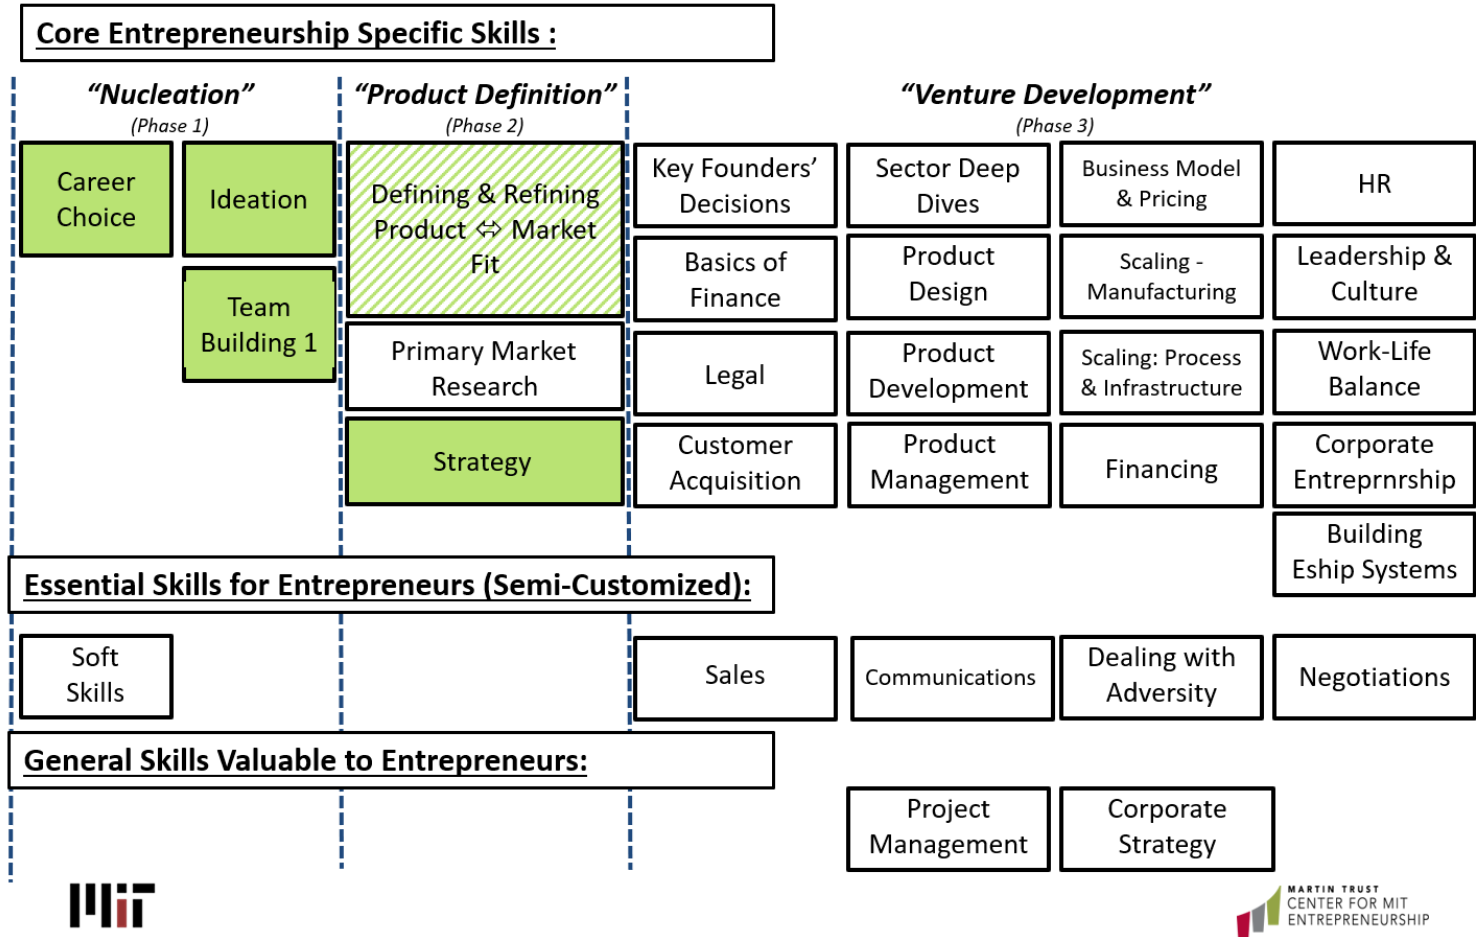 Core Entrepreneurship Specific Skills :
“Nucleation”
(Phase 1)
“Product Definition”
(Phase 2)
“Venture Development”
(Phase 3)
Career
Choice
Ideation
Team
Building 1
Defining & Refining
Product ⬄ Market
Fit
Primary Market
Research
Strategy
Key Founders’
Decisions
Basics of
Finance
Legal
Customer
Acquisition
Sector Deep
Dives
Product
Design
Product
Development
Product
Management
Business Model
& Pricing
Scaling -
Manufacturing
Scaling: Process
& Infrastructure
Financing
HR
Leadership &
Culture
Work-Life
Balance
Corporate
Entreprnrship
Building
Eship Systems
Essential Skills for Entrepreneurs (Semi-Customized):
Soft
Skills
Sales
Communications
Dealing with
Adversity
Negotiations
General Skills Valuable to Entrepreneurs:
Project
Management
Corporate
Strategy
MIT
MARTIN TRUST
CENTER FOR MIT
ENTREPRENEURSHIP